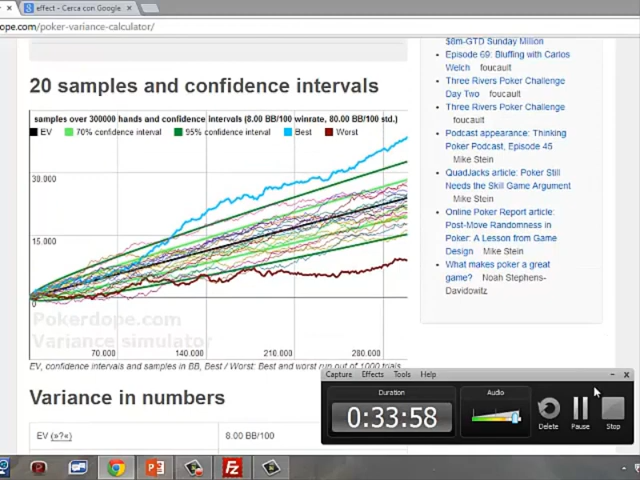 effect - Cerca con Google
dope.com/poker-variance-calculator/
20 samples and confidence intervals
samples over 300000 hands and confidence intervals (8.00 BB/100 winrate, 80.00 BB/100 std.)
EV 70% confidence interval 95% confidence interval Best Worst
30.000
15 000
0
70.000 140.000 210.000 280.000
Pokerdope.com
Variance simulator
EV, confidence intervals and samples in BB, Best / Worst: Best and worst run out of 1000 trials
Variance in numbers
EV 8.00 BB/100
$8m-GTD Sunday Million
Episode 69: Bluffing with Carlos
Welch foucault
Three Rivers Poker Challenge
Day Two foucault
Three Rivers Poker Challenge
foucault
Podcast appearance: Thinking
Poker Podcast, Episode 45
Mike Stein
QuadJacks article: Poker Still
Needs the Skill Game Argument
Mike Stein
Online Poker Report article:
Post-Move Randomness in
Poker: A Lesson from Game
Design Mike Stein
What makes poker a great
game? Noah Stephens-
Davidowitz
Capture Effects Tools Help
Duration
0:33:58
Audio
Delete Pause Stop